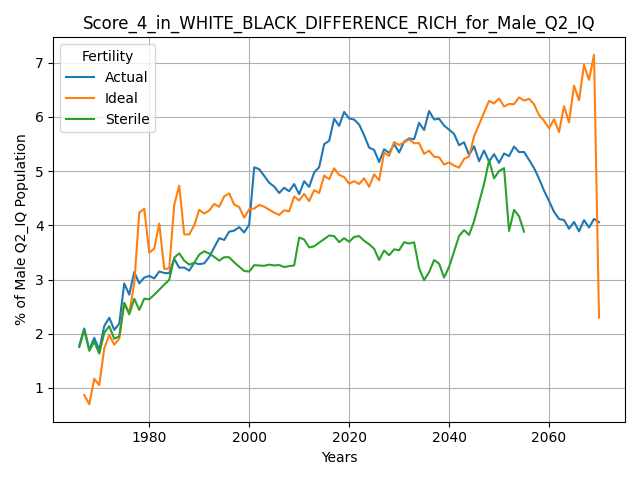 Score_4_in_WHITE_BLACK_DIFFERENCE_RICH_for_Male_Q2_IQ
Fertility
Actual
Ideal
Sterile
% of Male Q2_IQ Population
7
6
5
4
3
2
1
1980
2000
2020
2040
2060
Years